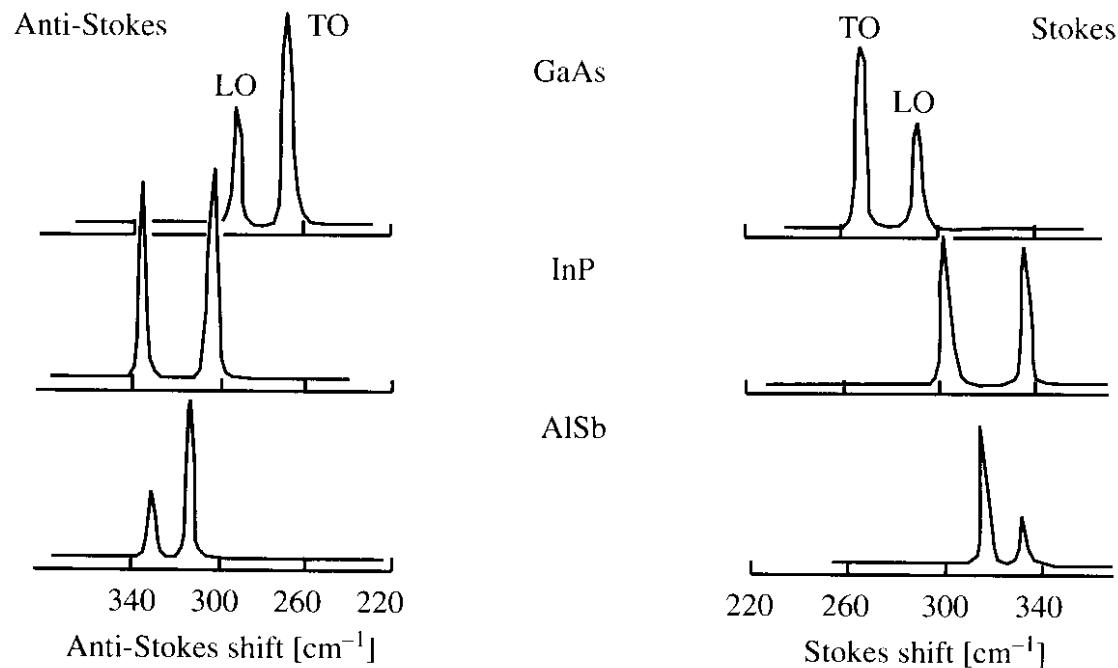 Anti-Stokes
TO
LO
GaAs
TO
LO
Stokes
InP
AlSb
340 300 260 220
Anti-Stokes shift [cm⁻¹]
220 260 300 340
Stokes shift [cm⁻¹]